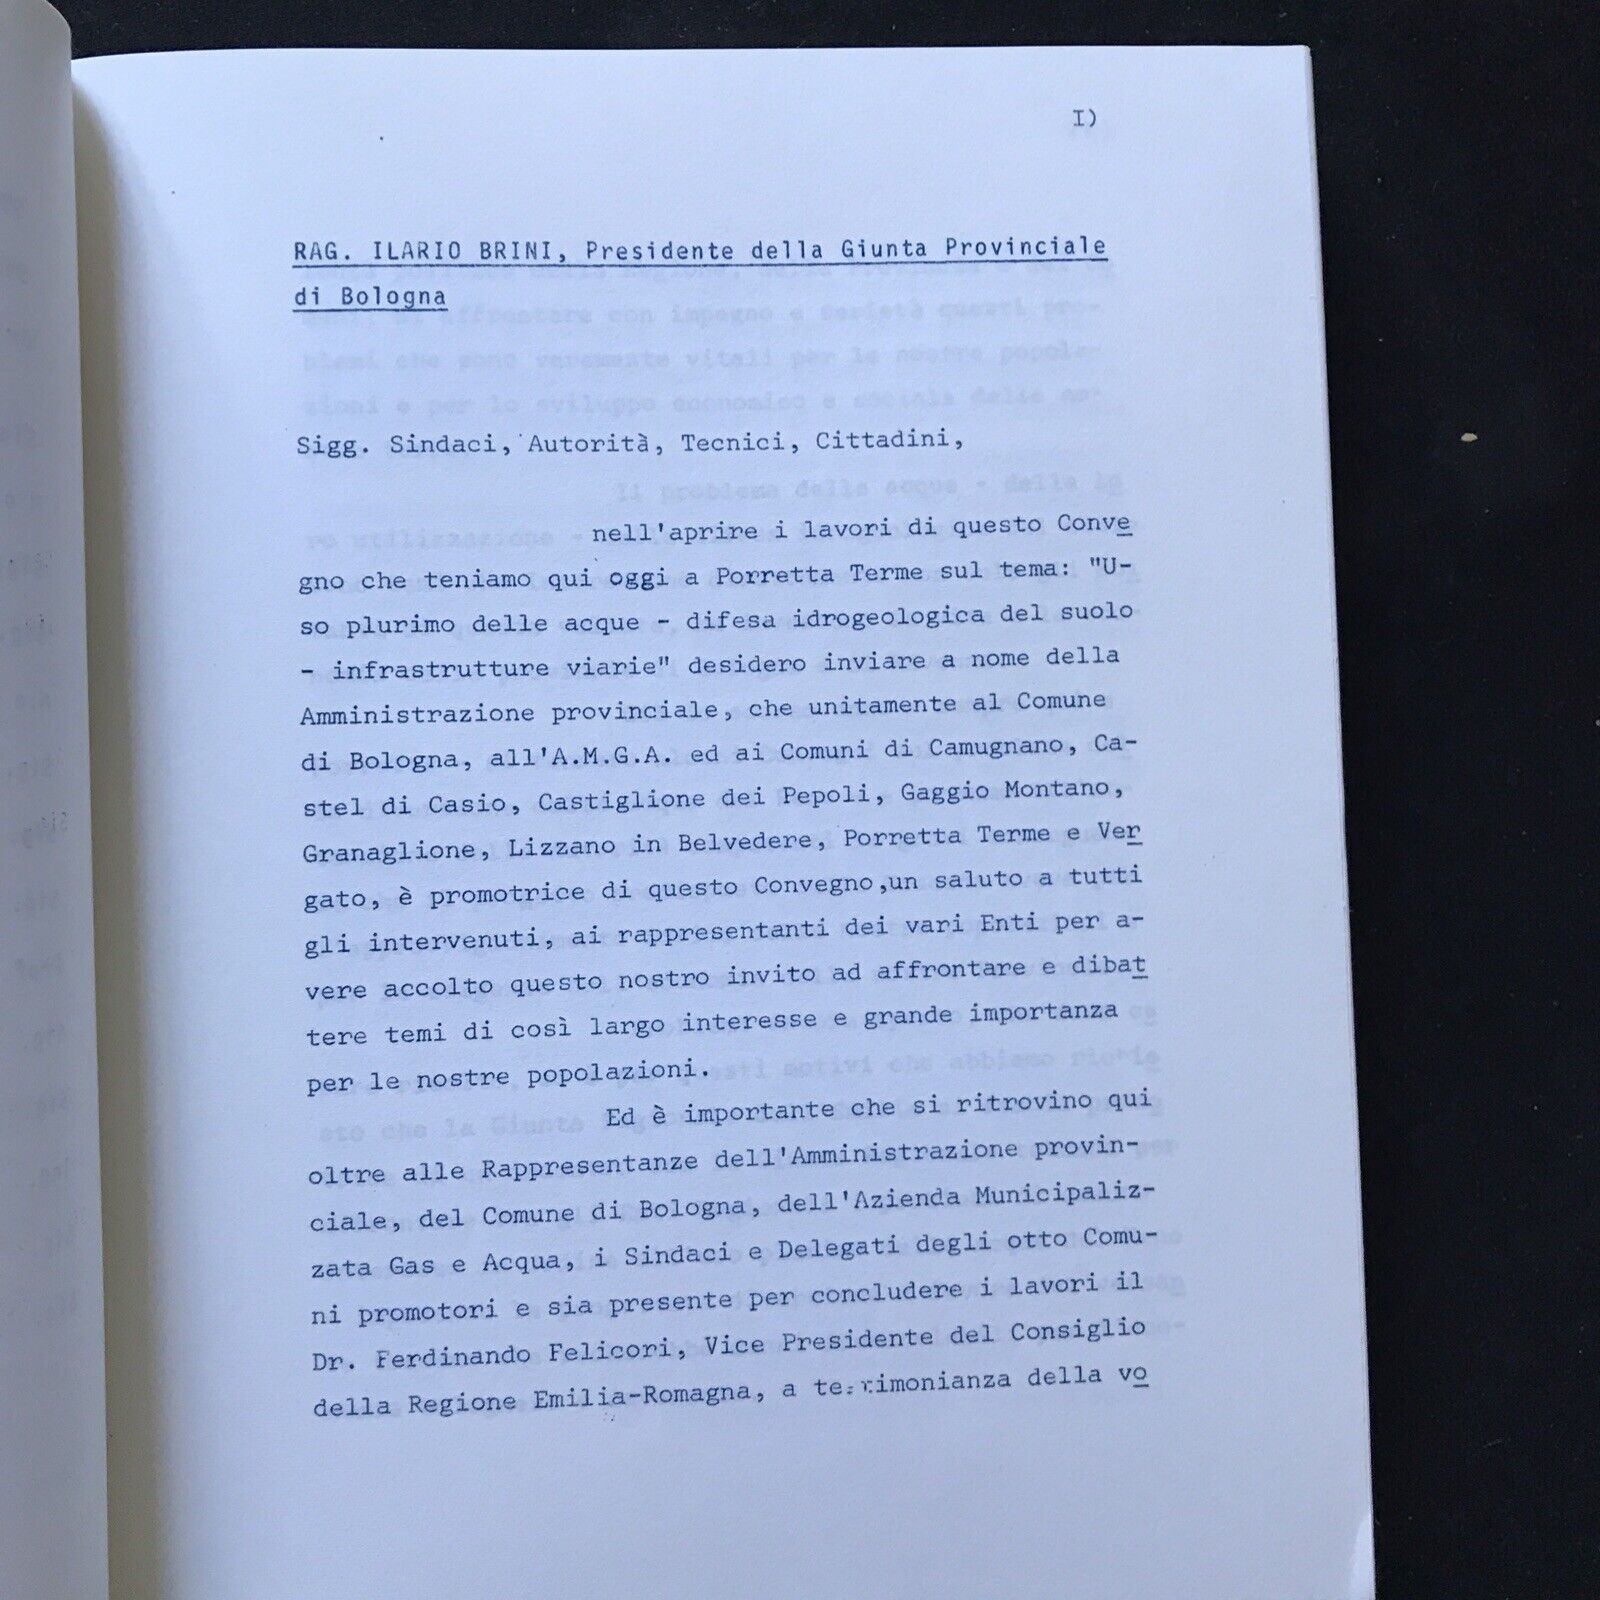 I)
RAG. ILARIO BRINI, Presidente della Giunta Provinciale
di Bologna
Sigg. Sindaci, Autorità, Tecnici, Cittadini,
nell'aprire i lavori di questo Conve
gno che teniamo qui oggi a Porretta Terme sul tema: "U-
so plurimo delle acque - difesa idrogeologica del suolo
- infrastrutture viarie" desidero inviare a nome della
Amministrazione provinciale, che unitamente al Comune
di Bologna, all'A.M.G.A. ed ai Comuni di Camugnano, Ca-
stel di Casio, Castiglione dei Pepoli, Gaggio Montano,
Granaglione, Lizzano in Belvedere, Porretta Terme e Ver
gato, è promotrice di questo Convegno,un saluto a tutti
gli intervenuti, ai rappresentanti dei vari Enti per a-
vere accolto questo nostro invito ad affrontare e dibat
tere temi di così largo interesse e grande importanza
per le nostre popolazioni.
Ed è importante che si ritrovino qui
oltre alle Rappresentanze dell'Amministrazione provin-
ciale, del Comune di Bologna, dell'Azienda Municipaliz-
zata Gas e Acqua, i Sindaci e Delegati degli otto Comu-
ni promotori e sia presente per concludere i lavori il
Dr. Ferdinando Felicori, Vice Presidente del Consiglio
della Regione Emilia-Romagna, a della vo